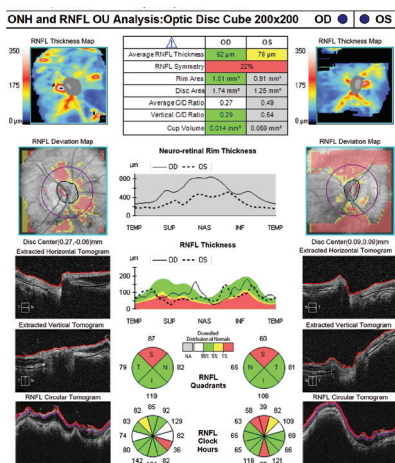 ONH and RNFL OU Analysis:Optic Disc Cube 200x200 OD OS
RNFL Thickness Map
350
175
0 µm
OD OS
Average RNFL Thickness 92 µm 78 µm
RNFL Symmetry 22%
Rim Area 1.61 mm² 0.91 mm²
Disc Area 1.74 mm² 1.25 mm²
Average C/D Ratio 0.27 0.49
Vertical C/D Ratio 0.29 0.54
Cup Volume 0.014 mm³ 0.059 mm³
RNFL Thickness Map
350
175
0 µm
RNFL Deviation Map
Neuro-retinal Rim Thickness
µm OD OS
800
400
0
TEMP SUP NAS INF TEMP
RNFL Deviation Map
Disc Center(0.27,-0.06)mm
Disc Center(0.09,0.09)mm
Extracted Horizontal Tomogram
RNFL Thickness
µm OD OS
200
100
0
TEMP SUP NAS INF TEMP
Extracted Horizontal Tomogram
Extracted Vertical Tomogram
Diversified:
Distribution of Normals
NA 95% 5% 1%
87
S
79 T N 82
I
119
RNFL
Quadrants
60
S
65 N T 81
I
106
Extracted Vertical Tomogram
RNFL Circular Tomogram
RNFL
Clock
Hours
82 85 92
83 129
74 82
80 36
142
58 39 82
63 109
65 69
65 66
116 121
RNFL Circular Tomogram